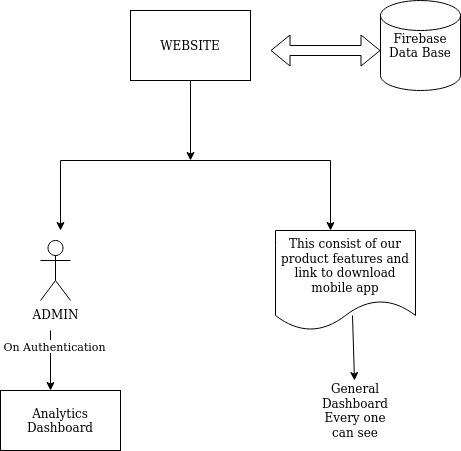 WEBSITE
Firebase
Data Base
This consist of our
product features and
link to download
mobile app
ADMIN
On Authentication
Analytics
Dashboard
General
Dashboard
Every one
can see